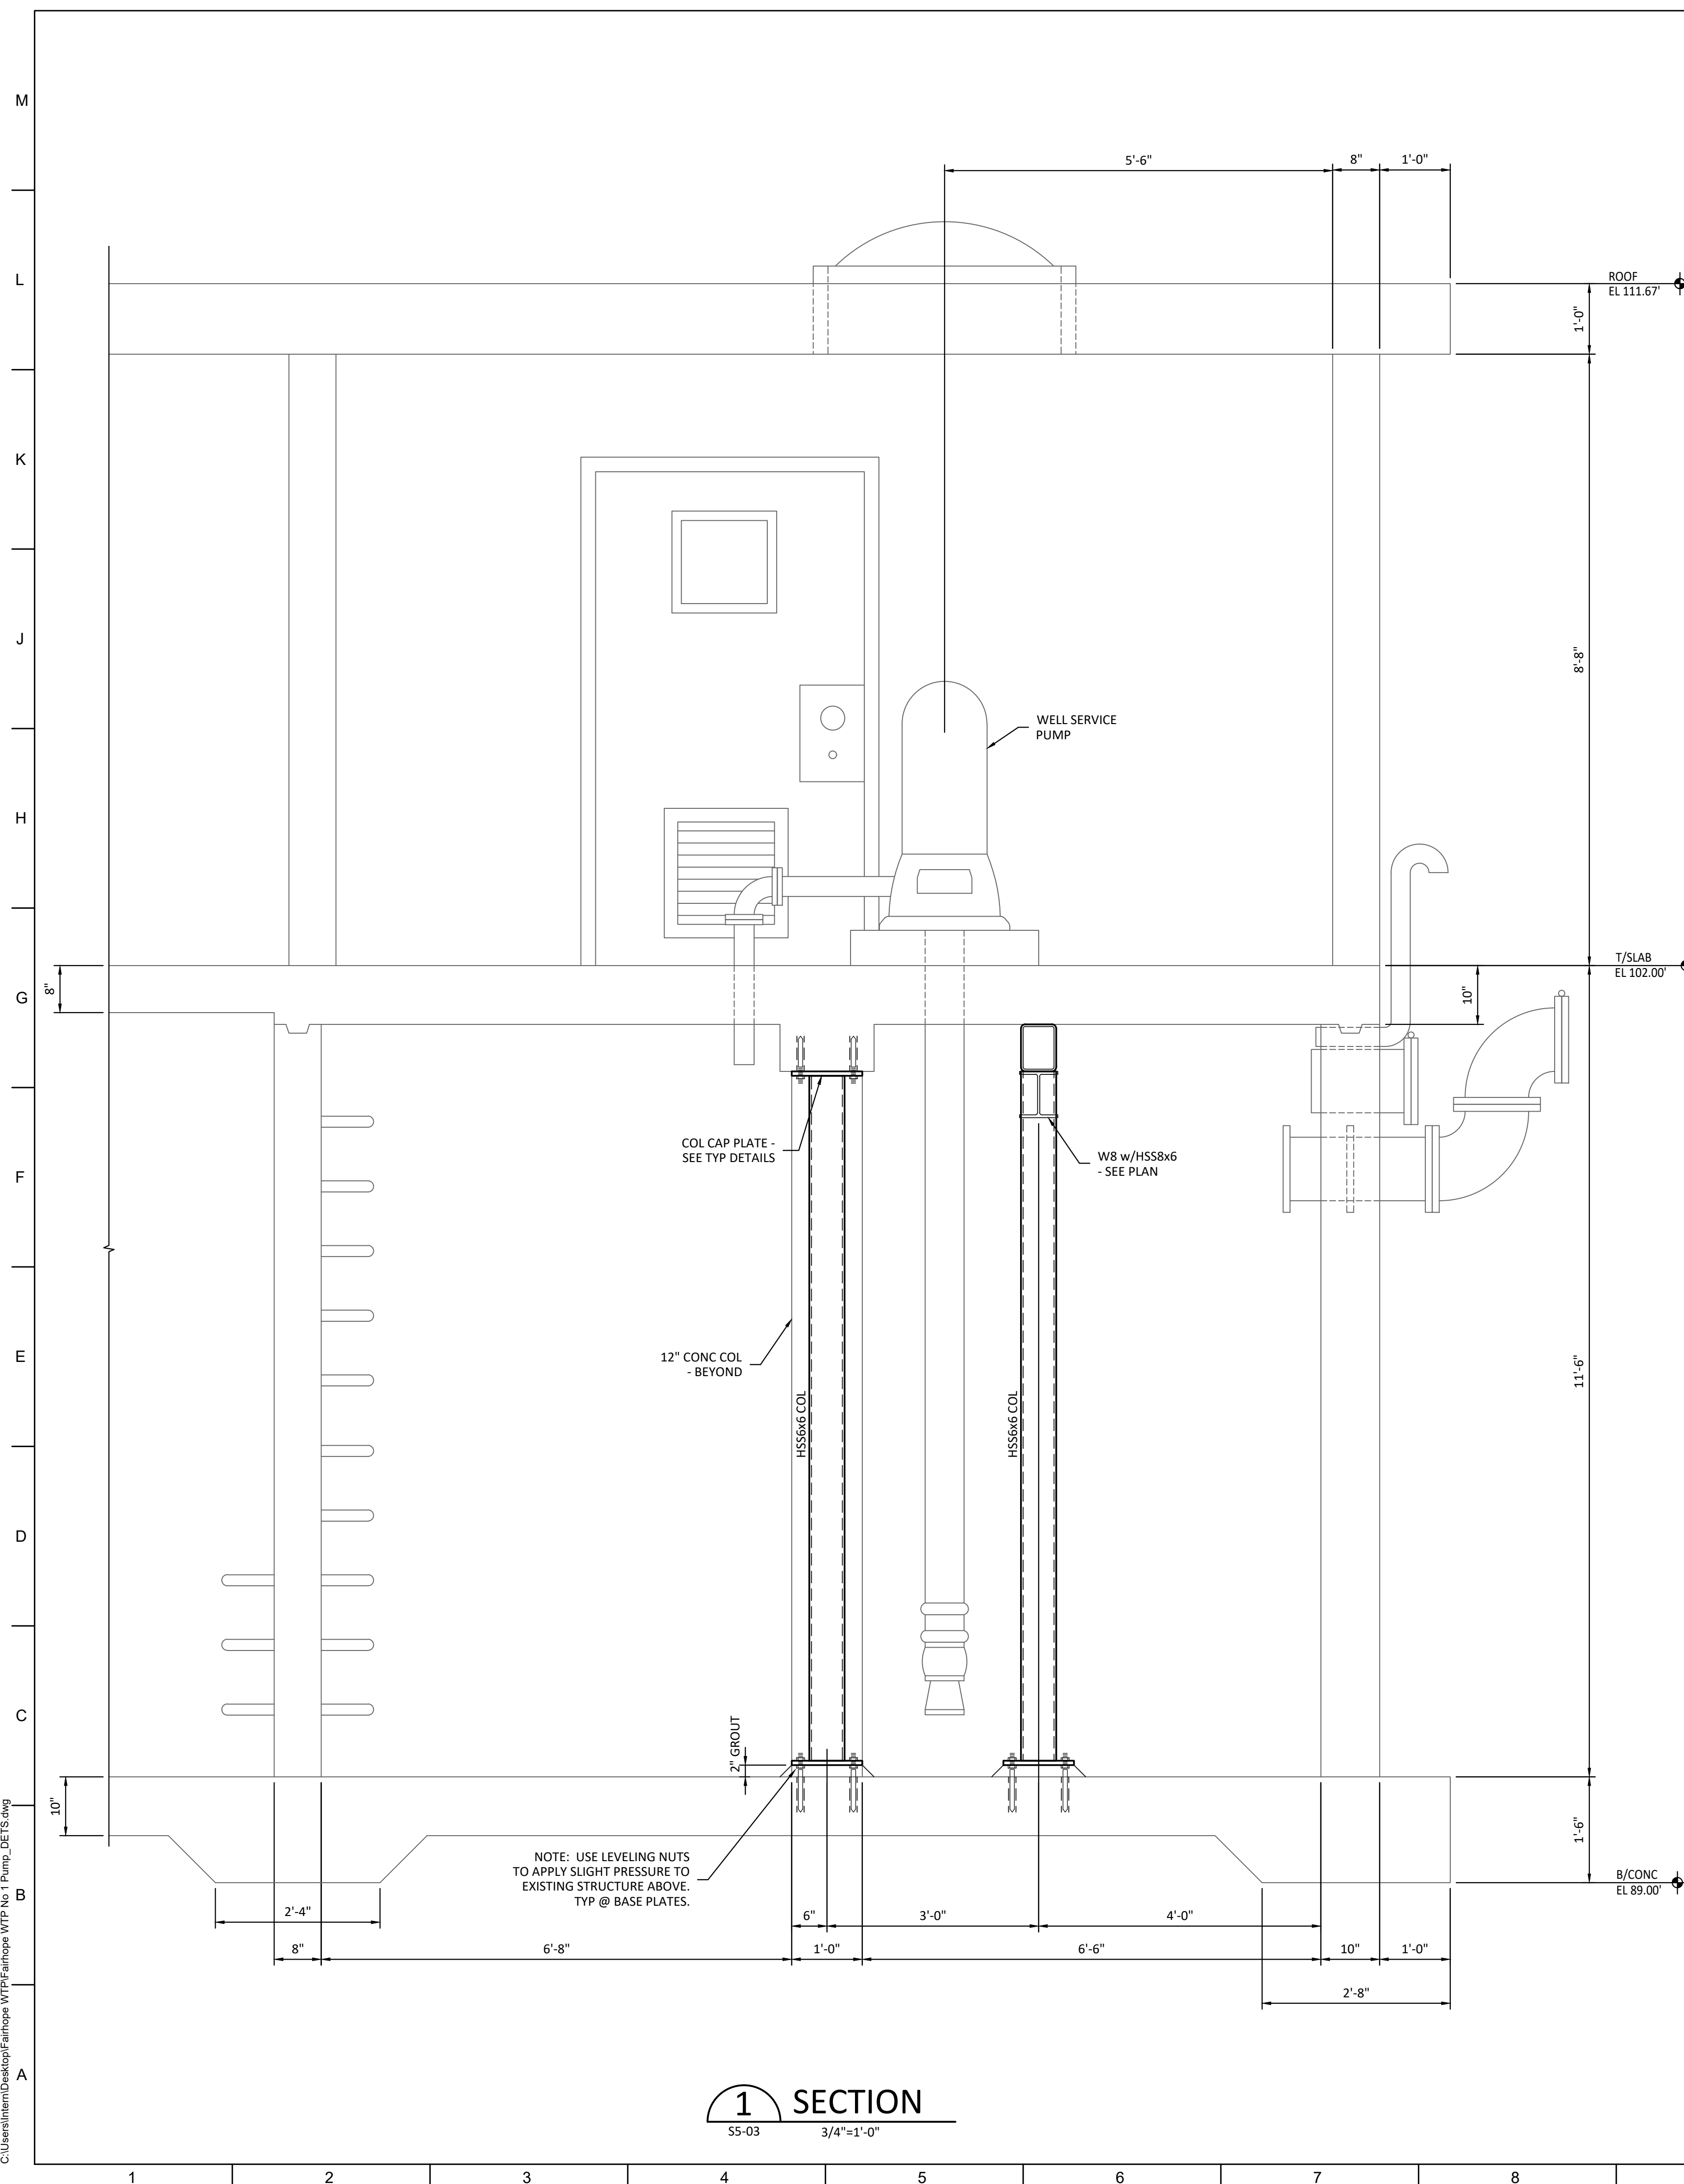 M
5'-6"
8"
1'-0"
L
ROOF
EL 111.67'
1'-0"
K
J
8'-8"
WELL SERVICE
PUMP
H
T/SLAB
EL 102.00'
G
8"
10"
COL CAP PLATE -
SEE TYP DETAILS
W8 w/HSS8x6
- SEE PLAN
F
E
12" CONC COL
- BEYOND
HSS6x6 COL
HSS6x6 COL
11'-6"
D
C
2" GROUT
10"
1'-6"
NOTE: USE LEVELING NUTS
TO APPLY SLIGHT PRESSURE TO
EXISTING STRUCTURE ABOVE.
TYP @ BASE PLATES.
B/CONC
EL 89.00'
B
2'-4"
6"
3'-0"
4'-0"
8"
6'-8"
1'-0"
6'-6"
10"
1'-0"
2'-8"
A
C:\Users\Intern\Desktop\Fairhope WTP\Fairhope WTP No 1 Pump_DETS.dwg
1
SECTION
S5-03
3/4"=1'-0"
1
2
3
4
5
6
7
8